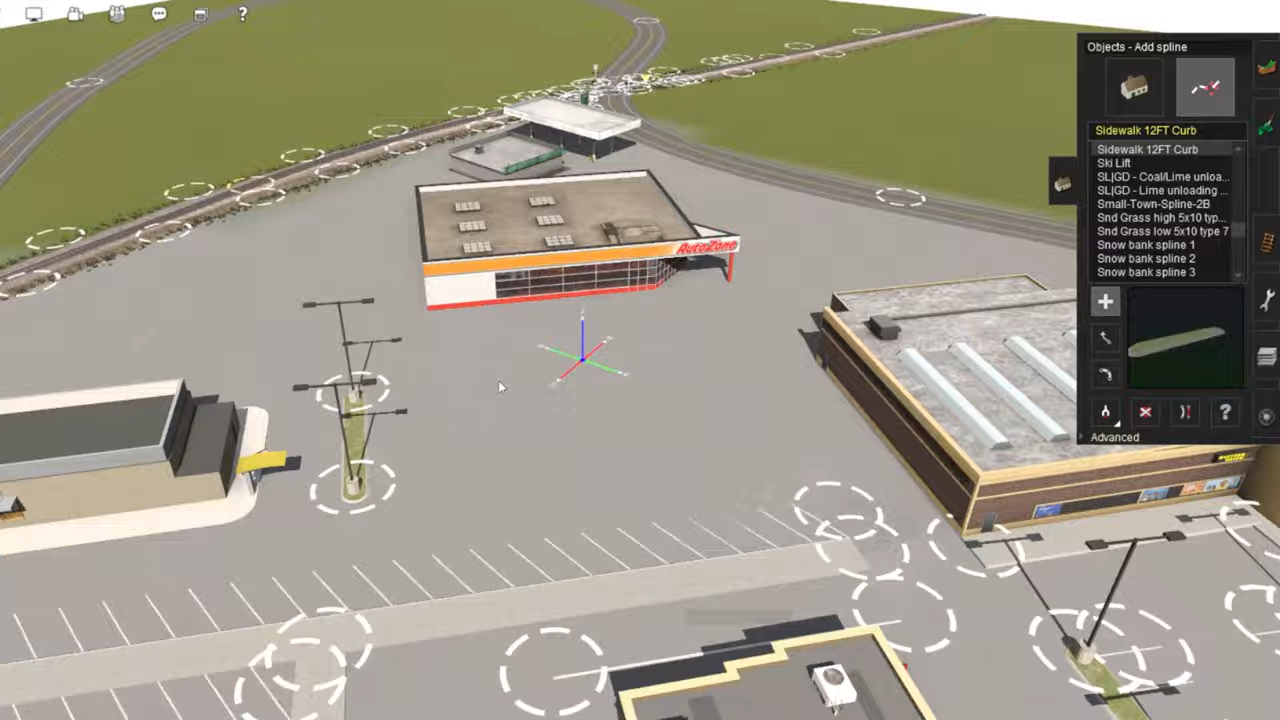 ?
Objects - Add spline
Sidewalk 12FT Curb
Sidewalk 12FT Curb
Ski Lift
SL|GD - Coal/Lime unloa...
SL|GD - Lime unloading ...
Small-Town-Spline-2B
Snd Grass high 5x10 typ...
Snd Grass low 5x10 type 7
Snow bank spline 1
Snow bank spline 2
Snow bank spline 3
?
Advanced
AutoZone